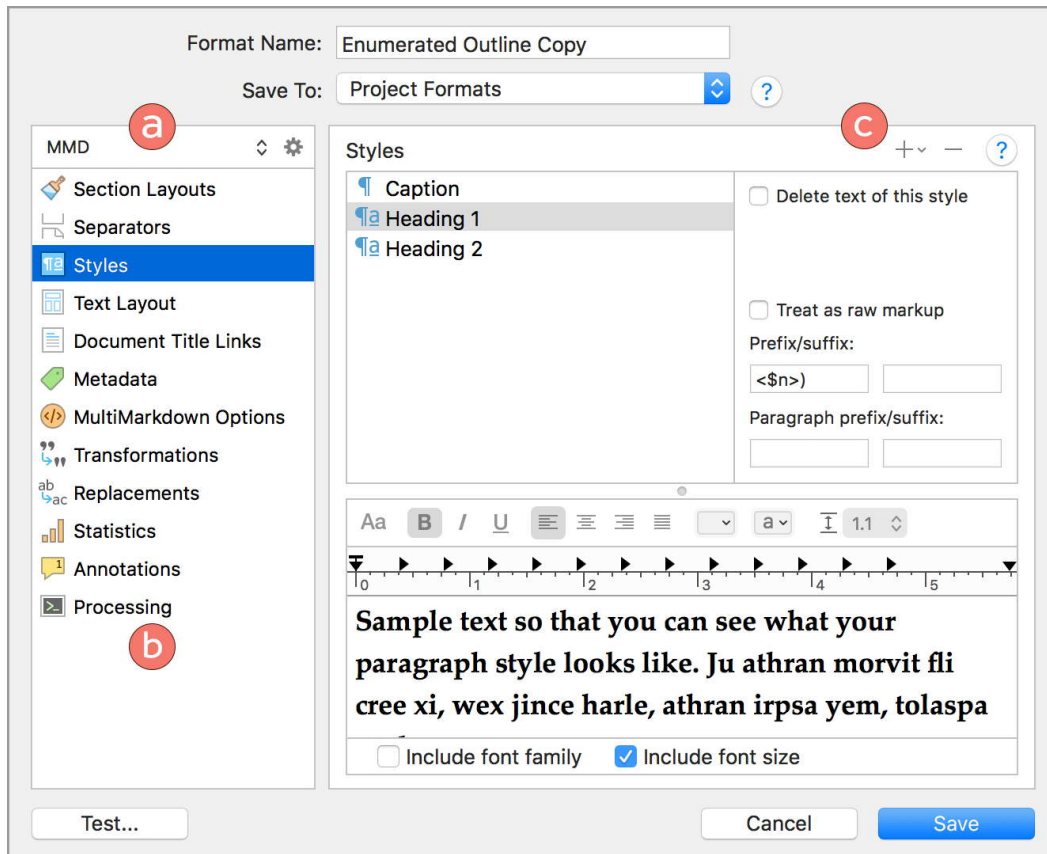 Format Name: Enumerated Outline Copy
Save To: Project Formats ?
a
c
MMD
Styles ?
Section Layouts
Separators
Styles
Text Layout
Document Title Links
Metadata
MultiMarkdown Options
Transformations
Replacements
Statistics
Annotations
Processing
b
Caption
Heading 1
Heading 2
Delete text of this style
Treat as raw markup
Prefix/suffix:
<$n>)
Paragraph prefix/suffix:
Aa B I U a 1.1
0 1 2 3 4 5
Sample text so that you can see what your
paragraph style looks like. Ju athran morvit fli
cree xi, wex jince harle, athran irpsa yem, tolaspa
Include font family Include font size
Test... Cancel Save